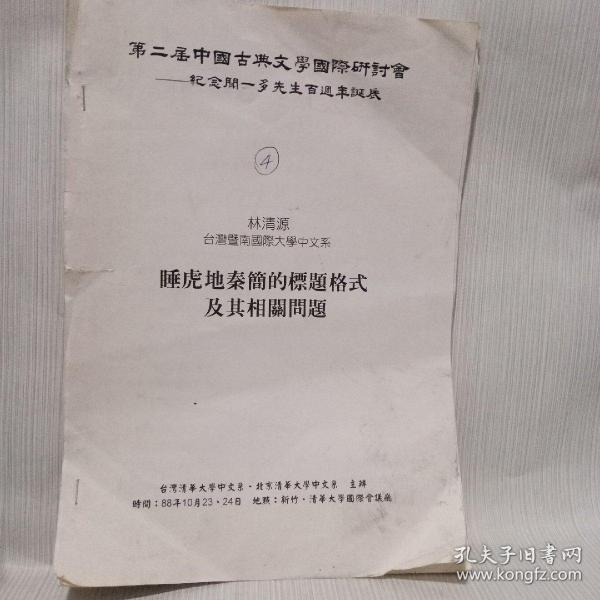 第二屆中國古典文學國際研討會
——紀念聞一多先生百週年誕辰
4
林清源
台灣暨南國際大學中文系
睡虎地秦簡的標題格式
及其相關問題
台灣清華大學中文系·北京清華大學中文系 主辦
時間：88年10月23、24日 地點：新竹·清華大學國際會議廳
孔夫子旧书网
www.kongfz.com